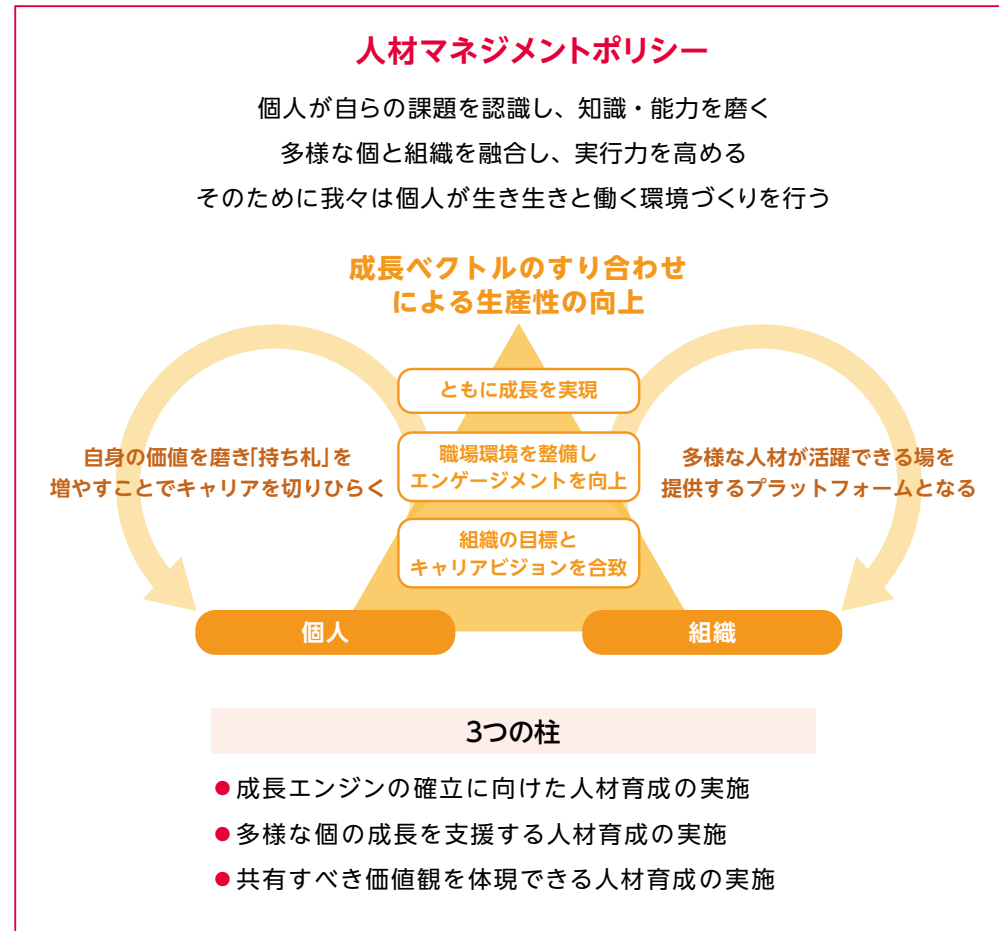 人材マネジメントポリシー
個人が自らの課題を認識し、知識・能力を磨く
多様な個と組織を融合し、実行力を高める
そのために我々は個人が生き生きと働く環境づくりを行う
成長ベクトルのすり合わせ
による生産性の向上
ともに成長を実現
職場環境を整備し
エンゲージメントを向上
組織の目標と
キャリアビジョンを合致
自身の価値を磨き「持ち札」を
増やすことでキャリアを切りひらく
多様な人材が活躍できる場を
提供するプラットフォームとなる
個人
組織
3つの柱
●成長エンジンの確立に向けた人材育成の実施
●多様な個の成長を支援する人材育成の実施
●共有すべき価値観を体現できる人材育成の実施